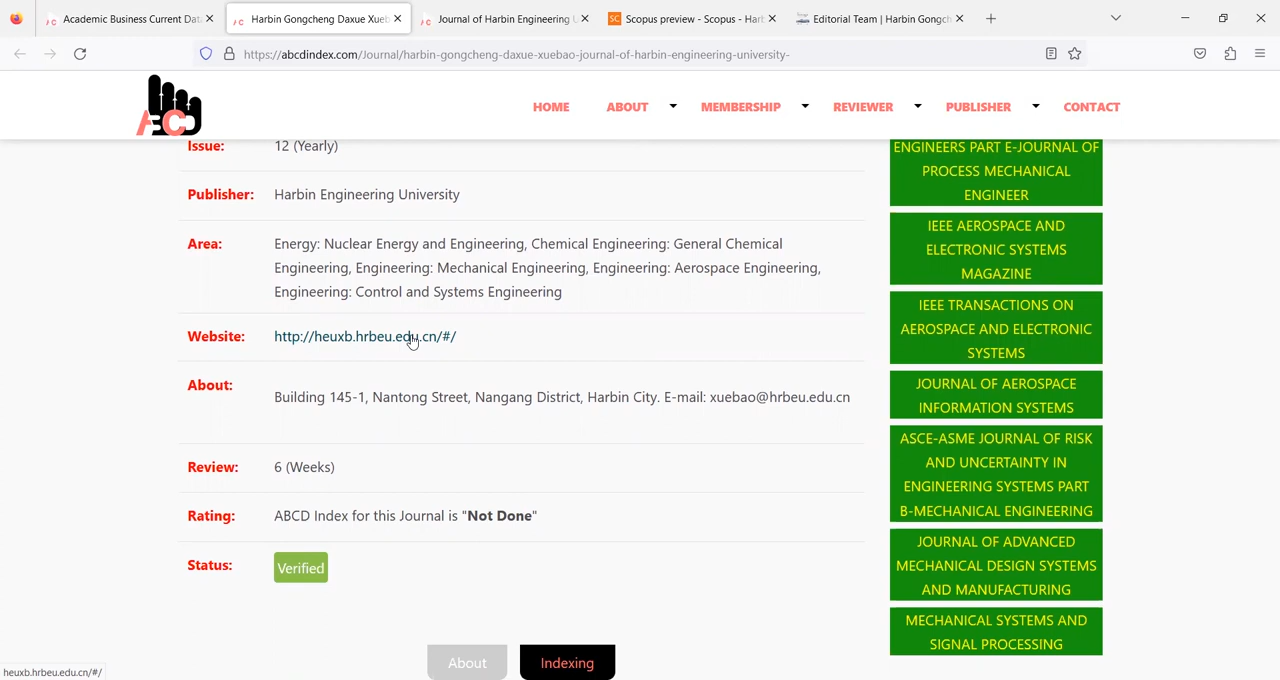 Academic Business Current Dat
Harbin Gongcheng Daxue Xueb
Journal of Harbin Engineering U
Scopus preview - Scopus - Harb
Editorial Team | Harbin Gongch
https://abcdindex.com/Journal/harbin-gongcheng-daxue-xuebao-journal-of-harbin-engineering-university-
ABCD
HOME
ABOUT
MEMBERSHIP
REVIEWER
PUBLISHER
CONTACT
Issue: 12 (Yearly)
Publisher: Harbin Engineering University
Area: Energy: Nuclear Energy and Engineering, Chemical Engineering: General Chemical
Engineering, Engineering: Mechanical Engineering, Engineering: Aerospace Engineering,
Engineering: Control and Systems Engineering
Website: http://heuxb.hrbeu.edu.cn/#/
About:
Building 145-1, Nantong Street, Nangang District, Harbin City. E-mail: xuebao@hrbeu.edu.cn
Review: 6 (Weeks)
Rating: ABCD Index for this Journal is "Not Done"
Status: Verified
About
Indexing
ENGINEERS PART E-JOURNAL OF
PROCESS MECHANICAL
ENGINEER
IEEE AEROSPACE AND
ELECTRONIC SYSTEMS
MAGAZINE
IEEE TRANSACTIONS ON
AEROSPACE AND ELECTRONIC
SYSTEMS
JOURNAL OF AEROSPACE
INFORMATION SYSTEMS
ASCE-ASME JOURNAL OF RISK
AND UNCERTAINTY IN
ENGINEERING SYSTEMS PART
B-MECHANICAL ENGINEERING
JOURNAL OF ADVANCED
MECHANICAL DESIGN SYSTEMS
AND MANUFACTURING
MECHANICAL SYSTEMS AND
SIGNAL PROCESSING
heuxb.hrbeu.edu.cn/#/